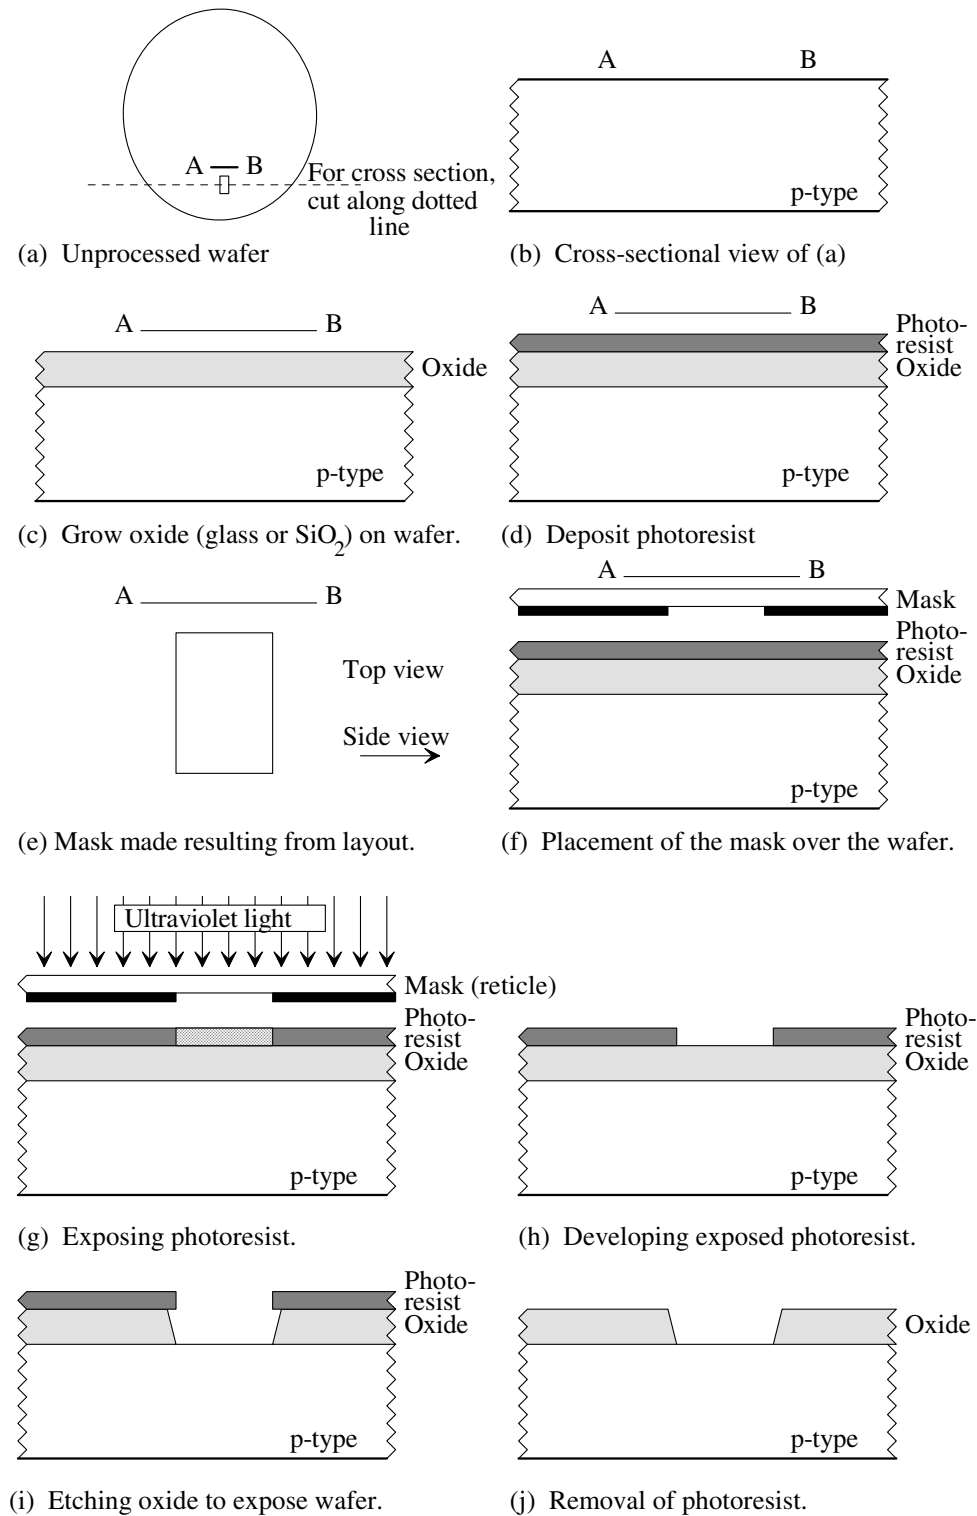 A B
For cross section,
cut along dotted
line
(a) Unprocessed wafer
A B
p-type
(b) Cross-sectional view of (a)
A B
Oxide
p-type
(c) Grow oxide (glass or SiO2) on wafer.
A B
Photo-
resist
Oxide
p-type
(d) Deposit photoresist
A B
Top view
Side view
(e) Mask made resulting from layout.
A B
Mask
Photo-
resist
Oxide
p-type
(f) Placement of the mask over the wafer.
Ultraviolet light
Mask (reticle)
Photo-
resist
Oxide
p-type
(g) Exposing photoresist.
Photo-
resist
Oxide
p-type
(h) Developing exposed photoresist.
Photo-
resist
Oxide
p-type
(i) Etching oxide to expose wafer.
Oxide
p-type
(j) Removal of photoresist.